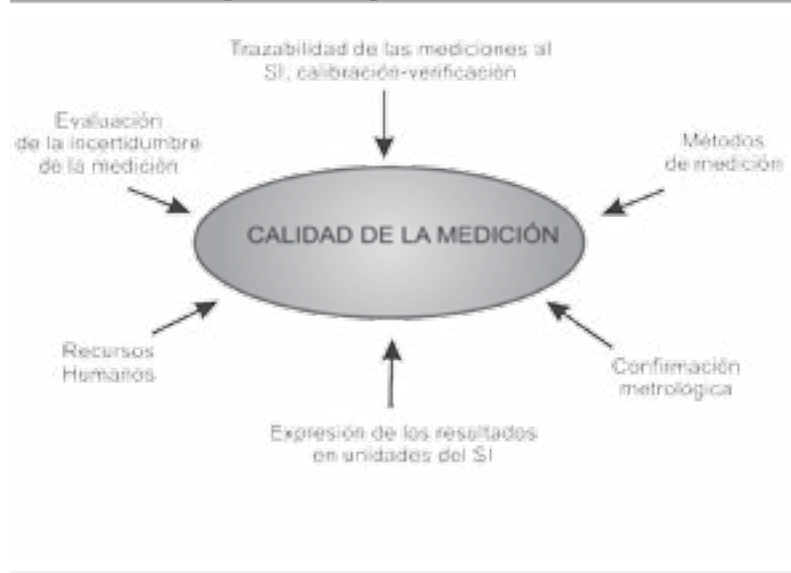 Trazabilidad de las mediciones al
SI, calibración-verificación
Evaluación
de la incertidumbre
de la medición
Métodos
de medición
CALIDAD DE LA MEDICIÓN
Recursos
Humanos
Confirmación
metrológica
Expresión de los resultados
en unidades del SI